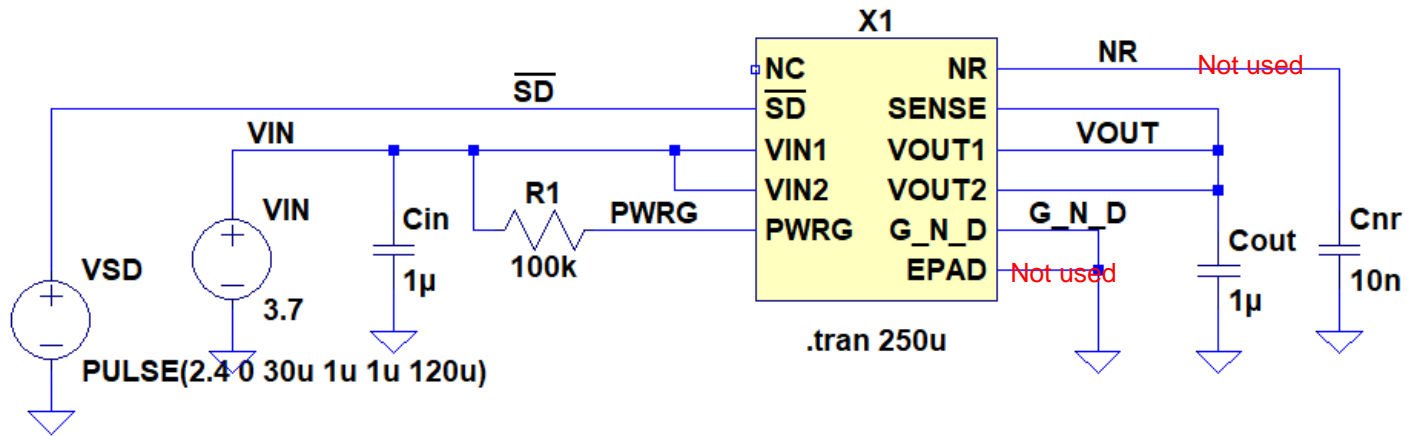 X1
NC
NR
NR
Not used
SD
SD
SENSE
VIN
VIN1
VOUT1
VOUT
VIN2
VOUT2
R1
PWRG
PWRG
G_N_D
G_N_D
100k
EPAD
Not used
VIN
3.7
Cin
1µ
Cout
1µ
Cnr
10n
VSD
PULSE(2.4 0 30u 1u 1u 120u)
.tran 250u